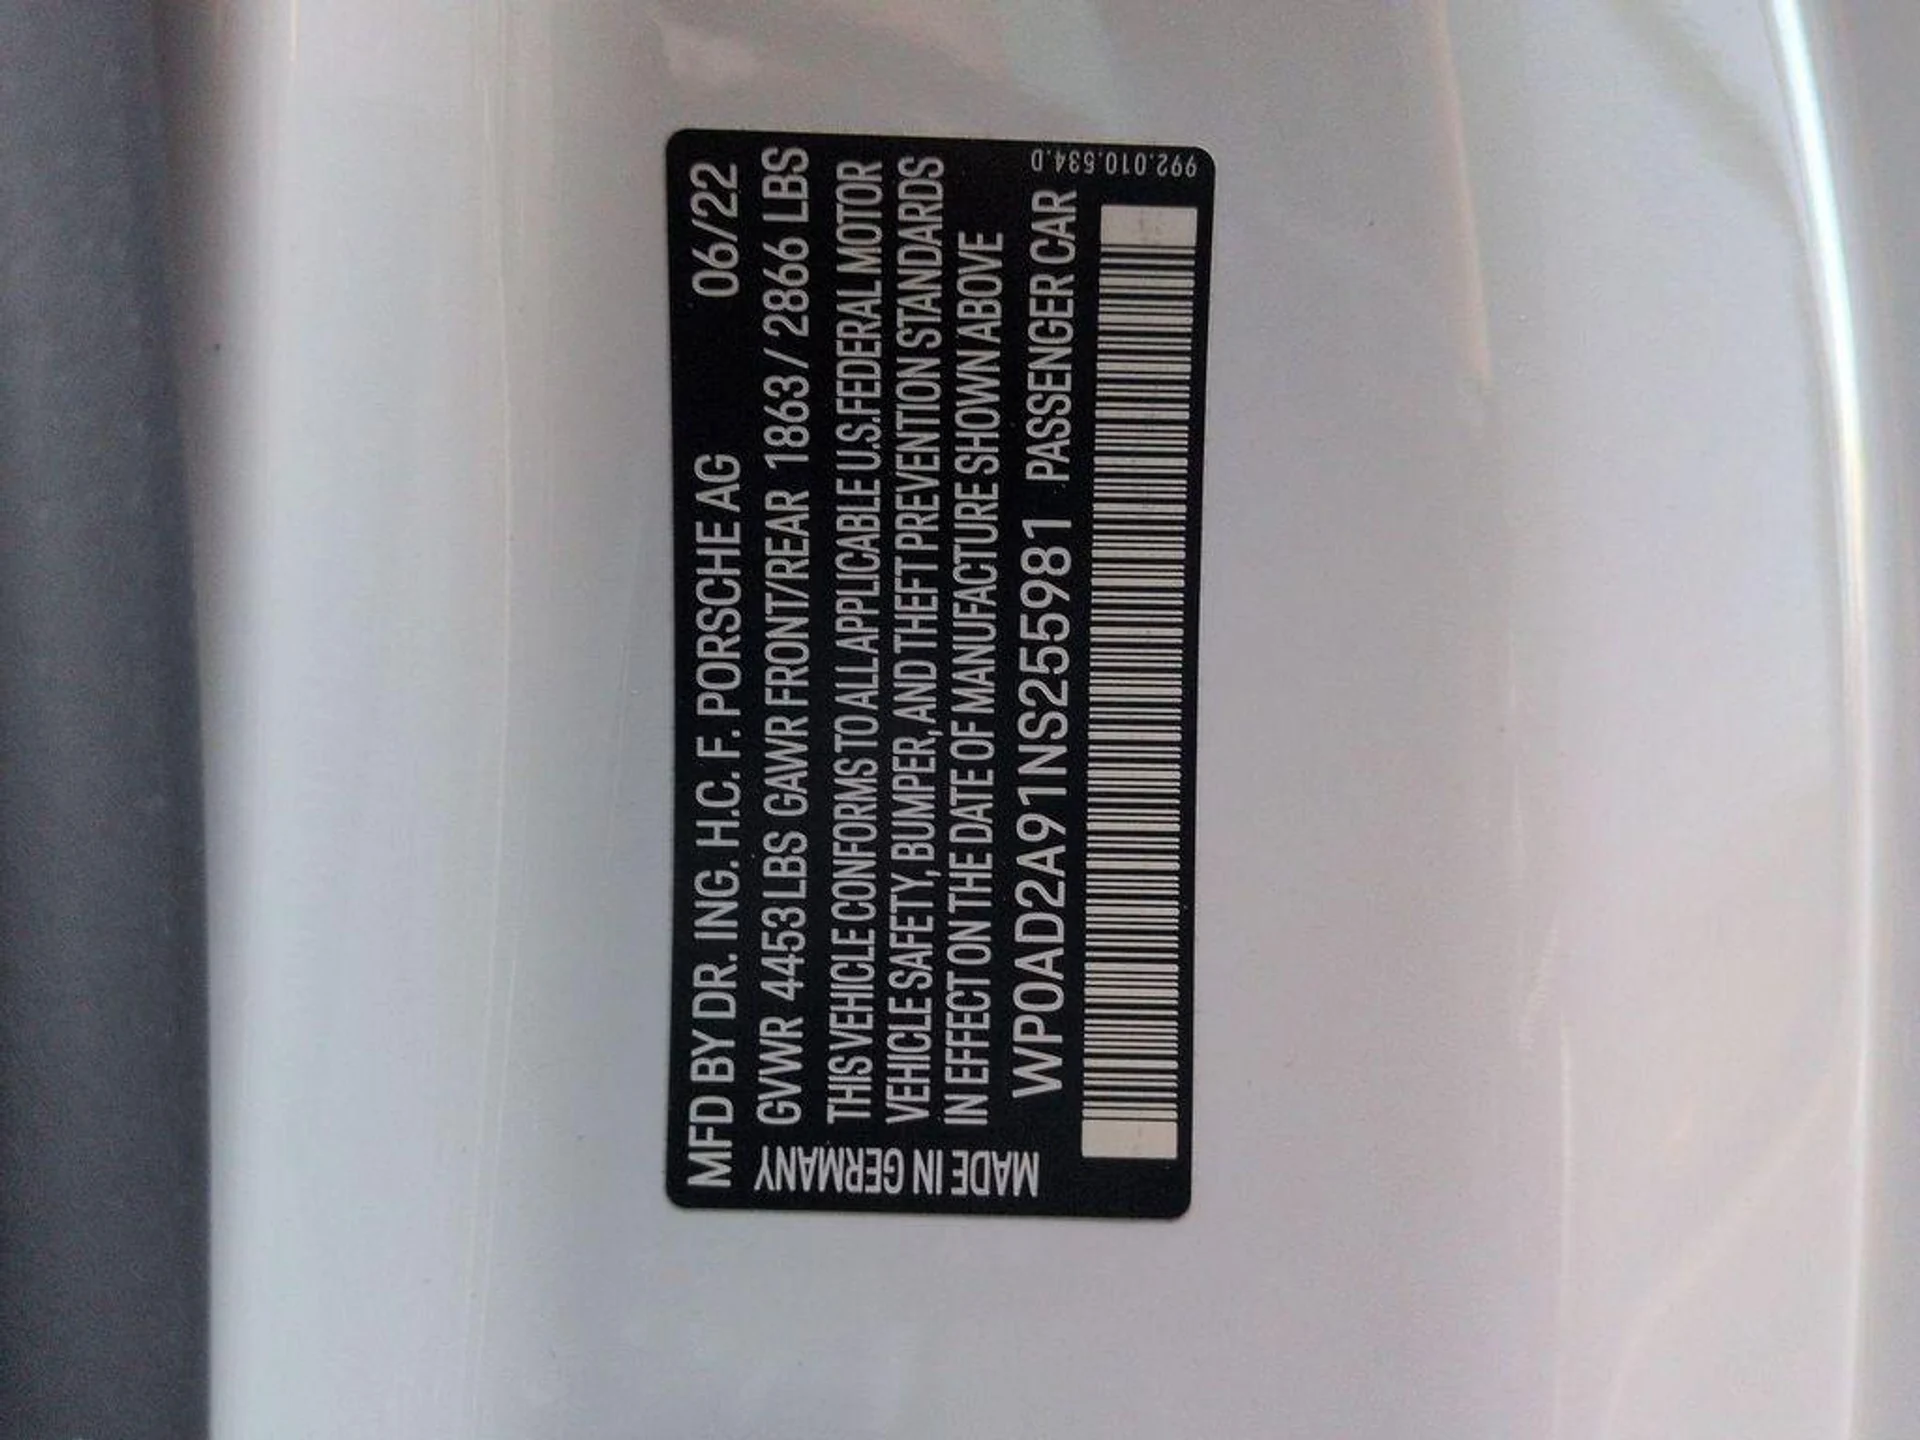 MFD BY DR. ING. H.C. F. PORSCHE AG 06/22
GVWR 4453 LBS GAWR FRONT/REAR 1863 / 2866 LBS
THIS VEHICLE CONFORMS TO ALL APPLICABLE U.S. FEDERAL MOTOR
VEHICLE SAFETY, BUMPER, AND THEFT PREVENTION STANDARDS
IN EFFECT ON THE DATE OF MANUFACTURE SHOWN ABOVE
WP0AD2A91NS255981 PASSENGER CAR
MADE IN GERMANY
992.010.534.D